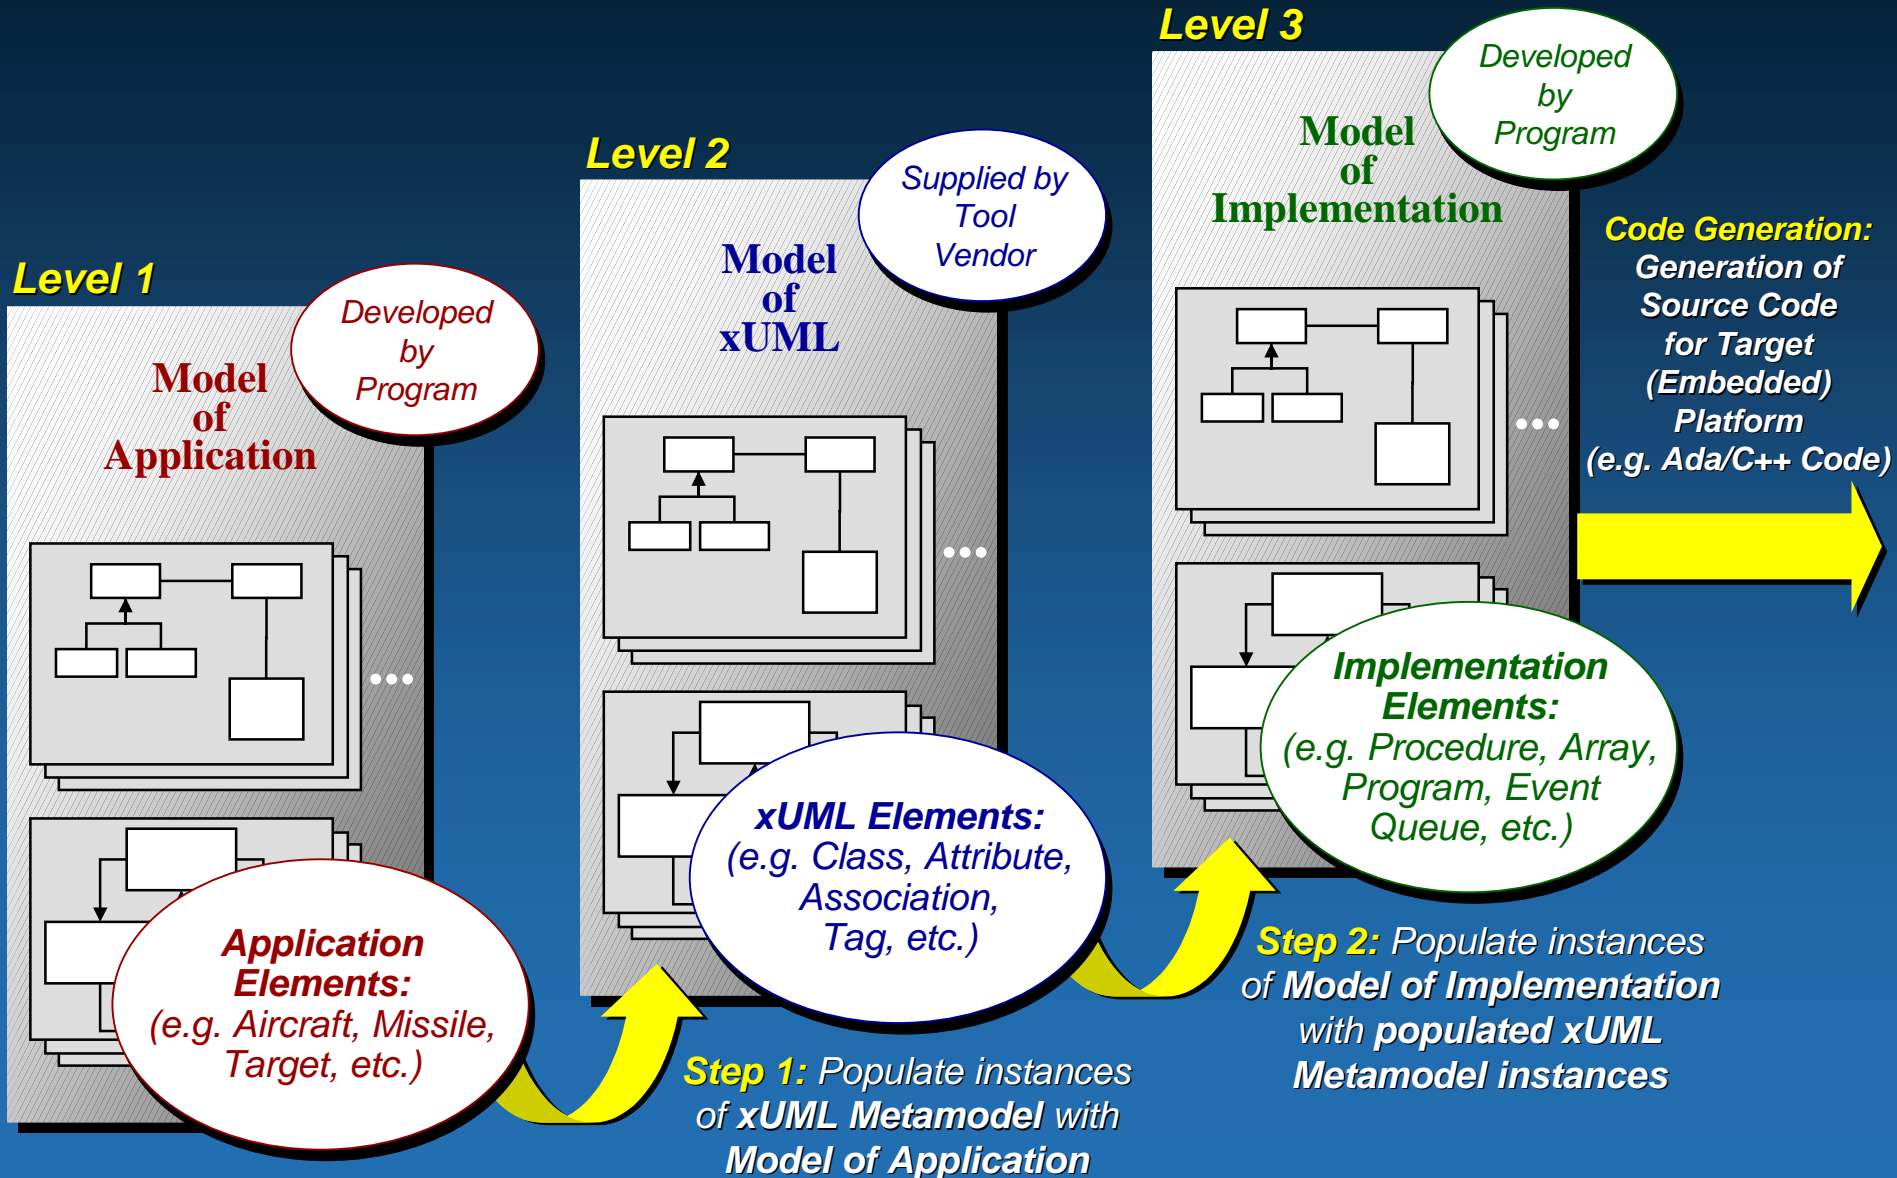 Level 1
Developed
by
Program
Model
of
Application
Application
Elements:
(e.g. Aircraft, Missile,
Target, etc.)
Step 1: Populate instances
of xUML Metamodel with
Model of Application
Level 2
Supplied by
Tool
Vendor
Model
of
xUML
xUML Elements:
(e.g. Class, Attribute,
Association,
Tag, etc.)
Step 2: Populate instances
of Model of Implementation
with populated xUML
Metamodel instances
Level 3
Developed
by
Program
Model
of
Implementation
Implementation
Elements:
(e.g. Procedure, Array,
Program, Event
Queue, etc.)
Code Generation:
Generation of
Source Code
for Target
(Embedded)
Platform
(e.g. Ada/C++ Code)